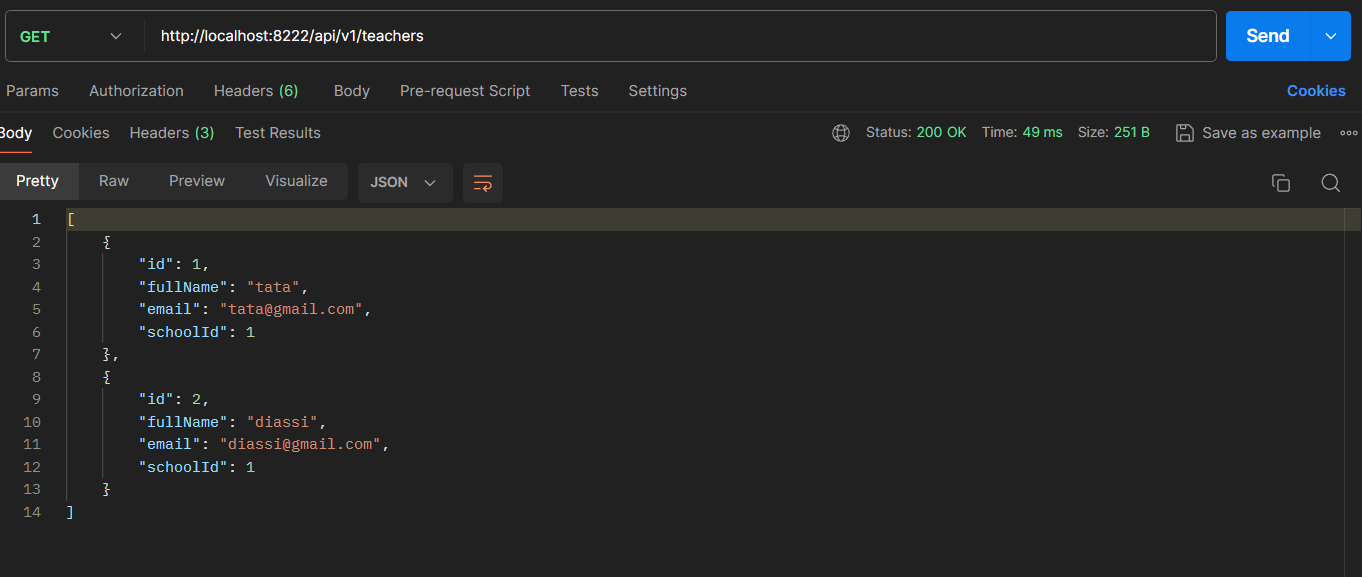 GET http://localhost:8222/api/v1/teachers Send
Params Authorization Headers (6) Body Pre-request Script Tests Settings Cookies
Body Cookies Headers (3) Test Results Status: 200 OK Time: 49 ms Size: 251 B Save as example
Pretty Raw Preview Visualize JSON
1 [
2 {
3 "id": 1,
4 "fullName": "tata",
5 "email": "tata@gmail.com",
6 "schoolId": 1
7 },
8 {
9 "id": 2,
10 "fullName": "diassi",
11 "email": "diassi@gmail.com",
12 "schoolId": 1
13 }
14 ]